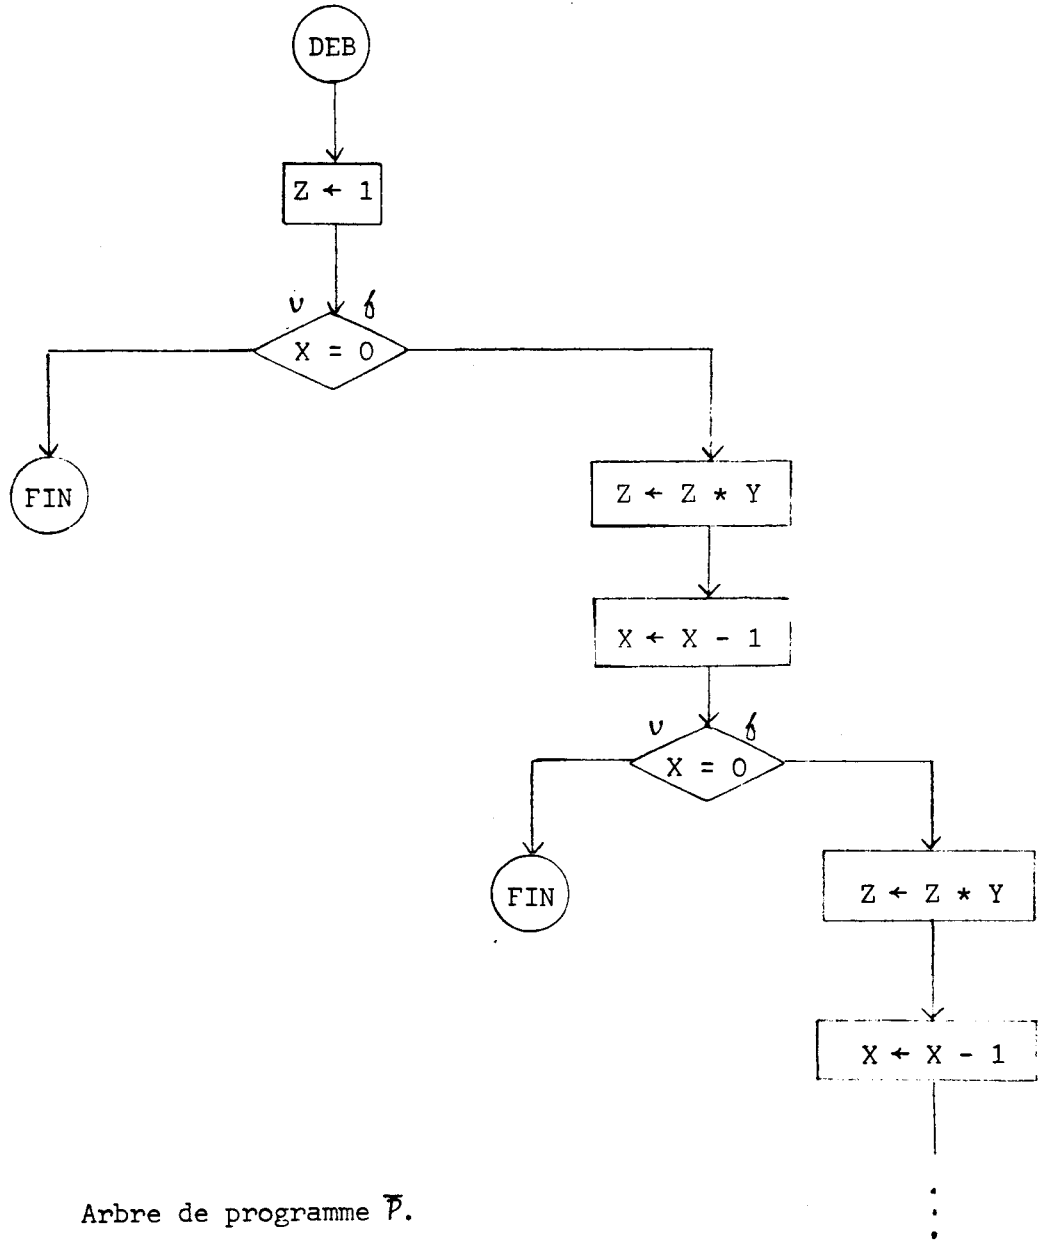 DEB
Z ← 1
v f
X = 0
FIN
Z ← Z * Y
X ← X - 1
v f
X = 0
FIN
Z ← Z * Y
X ← X - 1
Arbre de programme P̅.